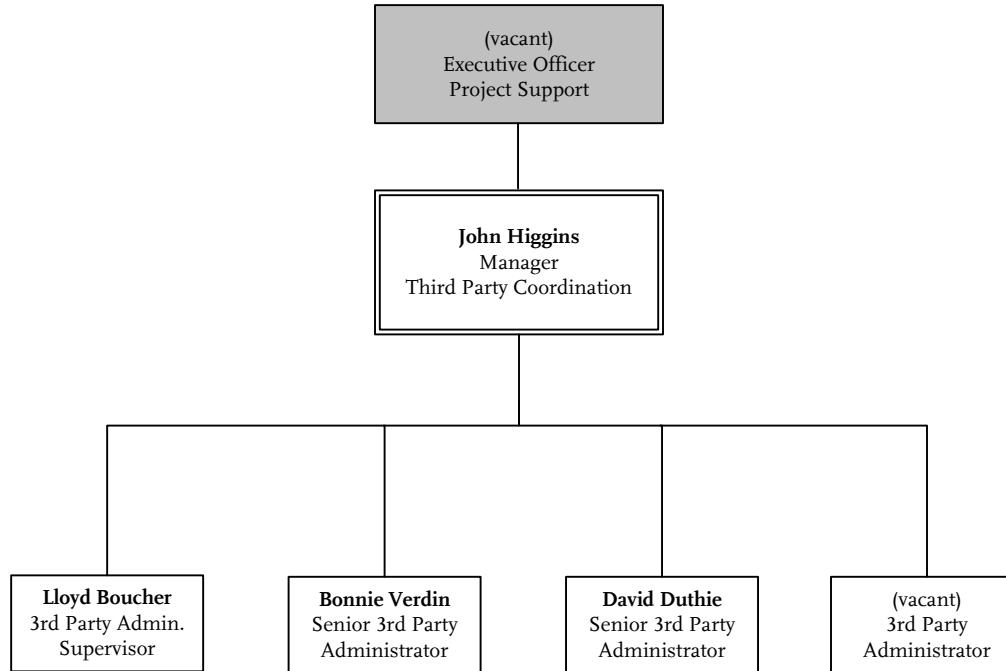 (vacant)
Executive Officer
Project Support
John Higgins
Manager
Third Party Coordination
Lloyd Boucher
3rd Party Admin.
Supervisor
Bonnie Verdin
Senior 3rd Party
Administrator
David Duthie
Senior 3rd Party
Administrator
(vacant)
3rd Party
Administrator